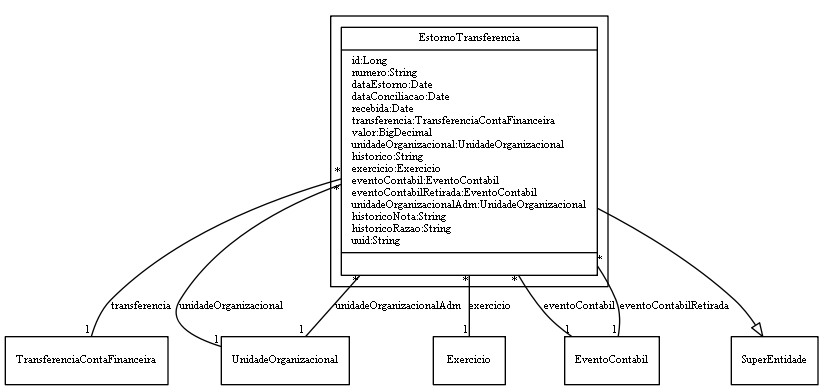 EstornoTransferencia
id:Long
numero:String
dataEstorno:Date
dataConciliacao:Date
recebida:Date
transferencia:TransferenciaContaFinanceira
valor:BigDecimal
unidadeOrganizacional:UnidadeOrganizacional
historico:String
exercicio:Exercicio
eventoContabil:EventoContabil
eventoContabilRetirada:EventoContabil
unidadeOrganizacionalAdm:UnidadeOrganizacional
historicoNota:String
historicoRazao:String
uuid:String
* * * * * *
transferencia unidadeOrganizacional unidadeOrganizacionalAdm exercicio eventoContabil eventoContabilRetirada
1 1 1 1 1 1
TransferenciaContaFinanceira UnidadeOrganizacional Exercicio EventoContabil SuperEntidade